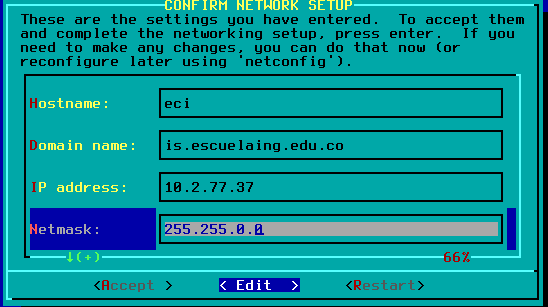 CONFIRM NETWORK SETUP
These are the settings you have entered.  To accept them
and complete the networking setup, press enter.  If you
need to make any changes, you can do that now (or
reconfigure later using 'netconfig').
Hostname: eci
Domain name: is.escuelaing.edu.co
IP address: 10.2.77.37
Netmask: 255.255.0.0
↓(+) 66%
<Accept > < Edit  > <Restart>